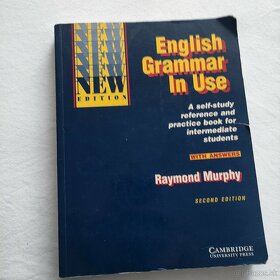 NEW
EDITION
English
Grammar
In Use
A self-study
reference and
practice book for
intermediate
students
WITH ANSWERS
Raymond Murphy
SECOND EDITION
CAMBRIDGE
UNIVERSITY PRESS